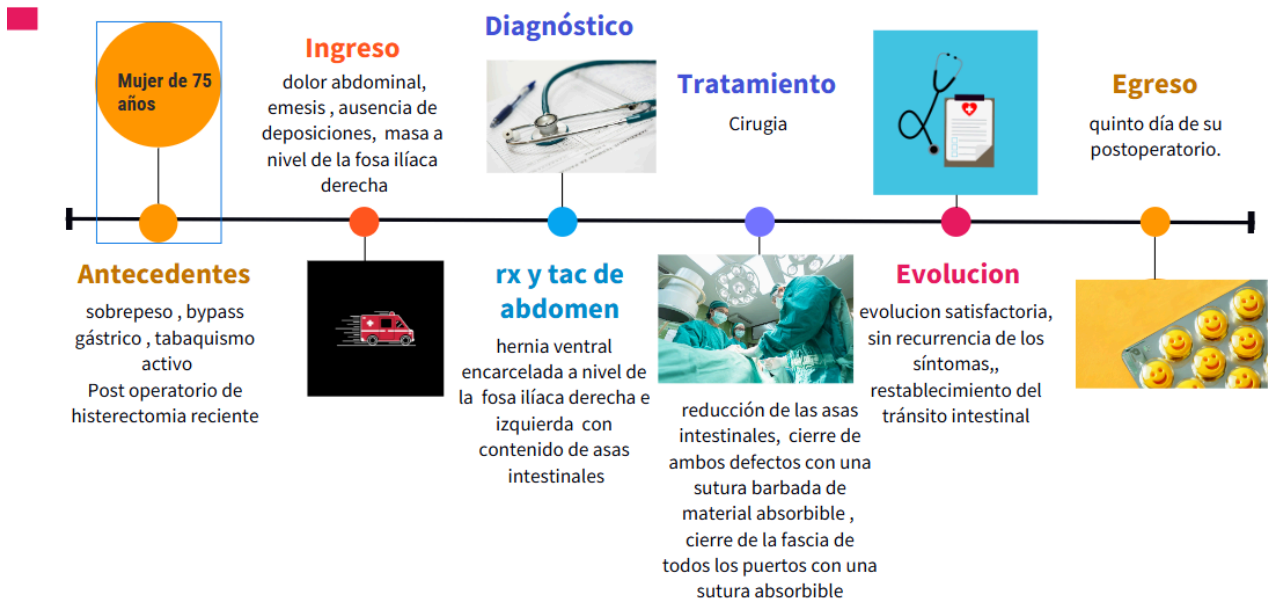 Mujer de 75
años
Antecedentes
sobrepeso , bypass
gástrico , tabaquismo
activo
Post operatorio de
histerectomia reciente
Ingreso
dolor abdominal,
emesis , ausencia de
deposiciones, masa a
nivel de la fosa ilíaca
derecha
Diagnóstico
rx y tac de
abdomen
hernia ventral
encarcelada a nivel de
la fosa ilíaca derecha e
izquierda con
contenido de asas
intestinales
Tratamiento
Cirugia
reducción de las asas
intestinales, cierre de
ambos defectos con una
sutura barbada de
material absorbible ,
cierre de la fascia de
todos los puertos con una
sutura absorbible
Evolucion
evolucion satisfactoria,
sin recurrencia de los
síntomas,,
restablecimiento del
tránsito intestinal
Egreso
quinto día de su
postoperatorio.